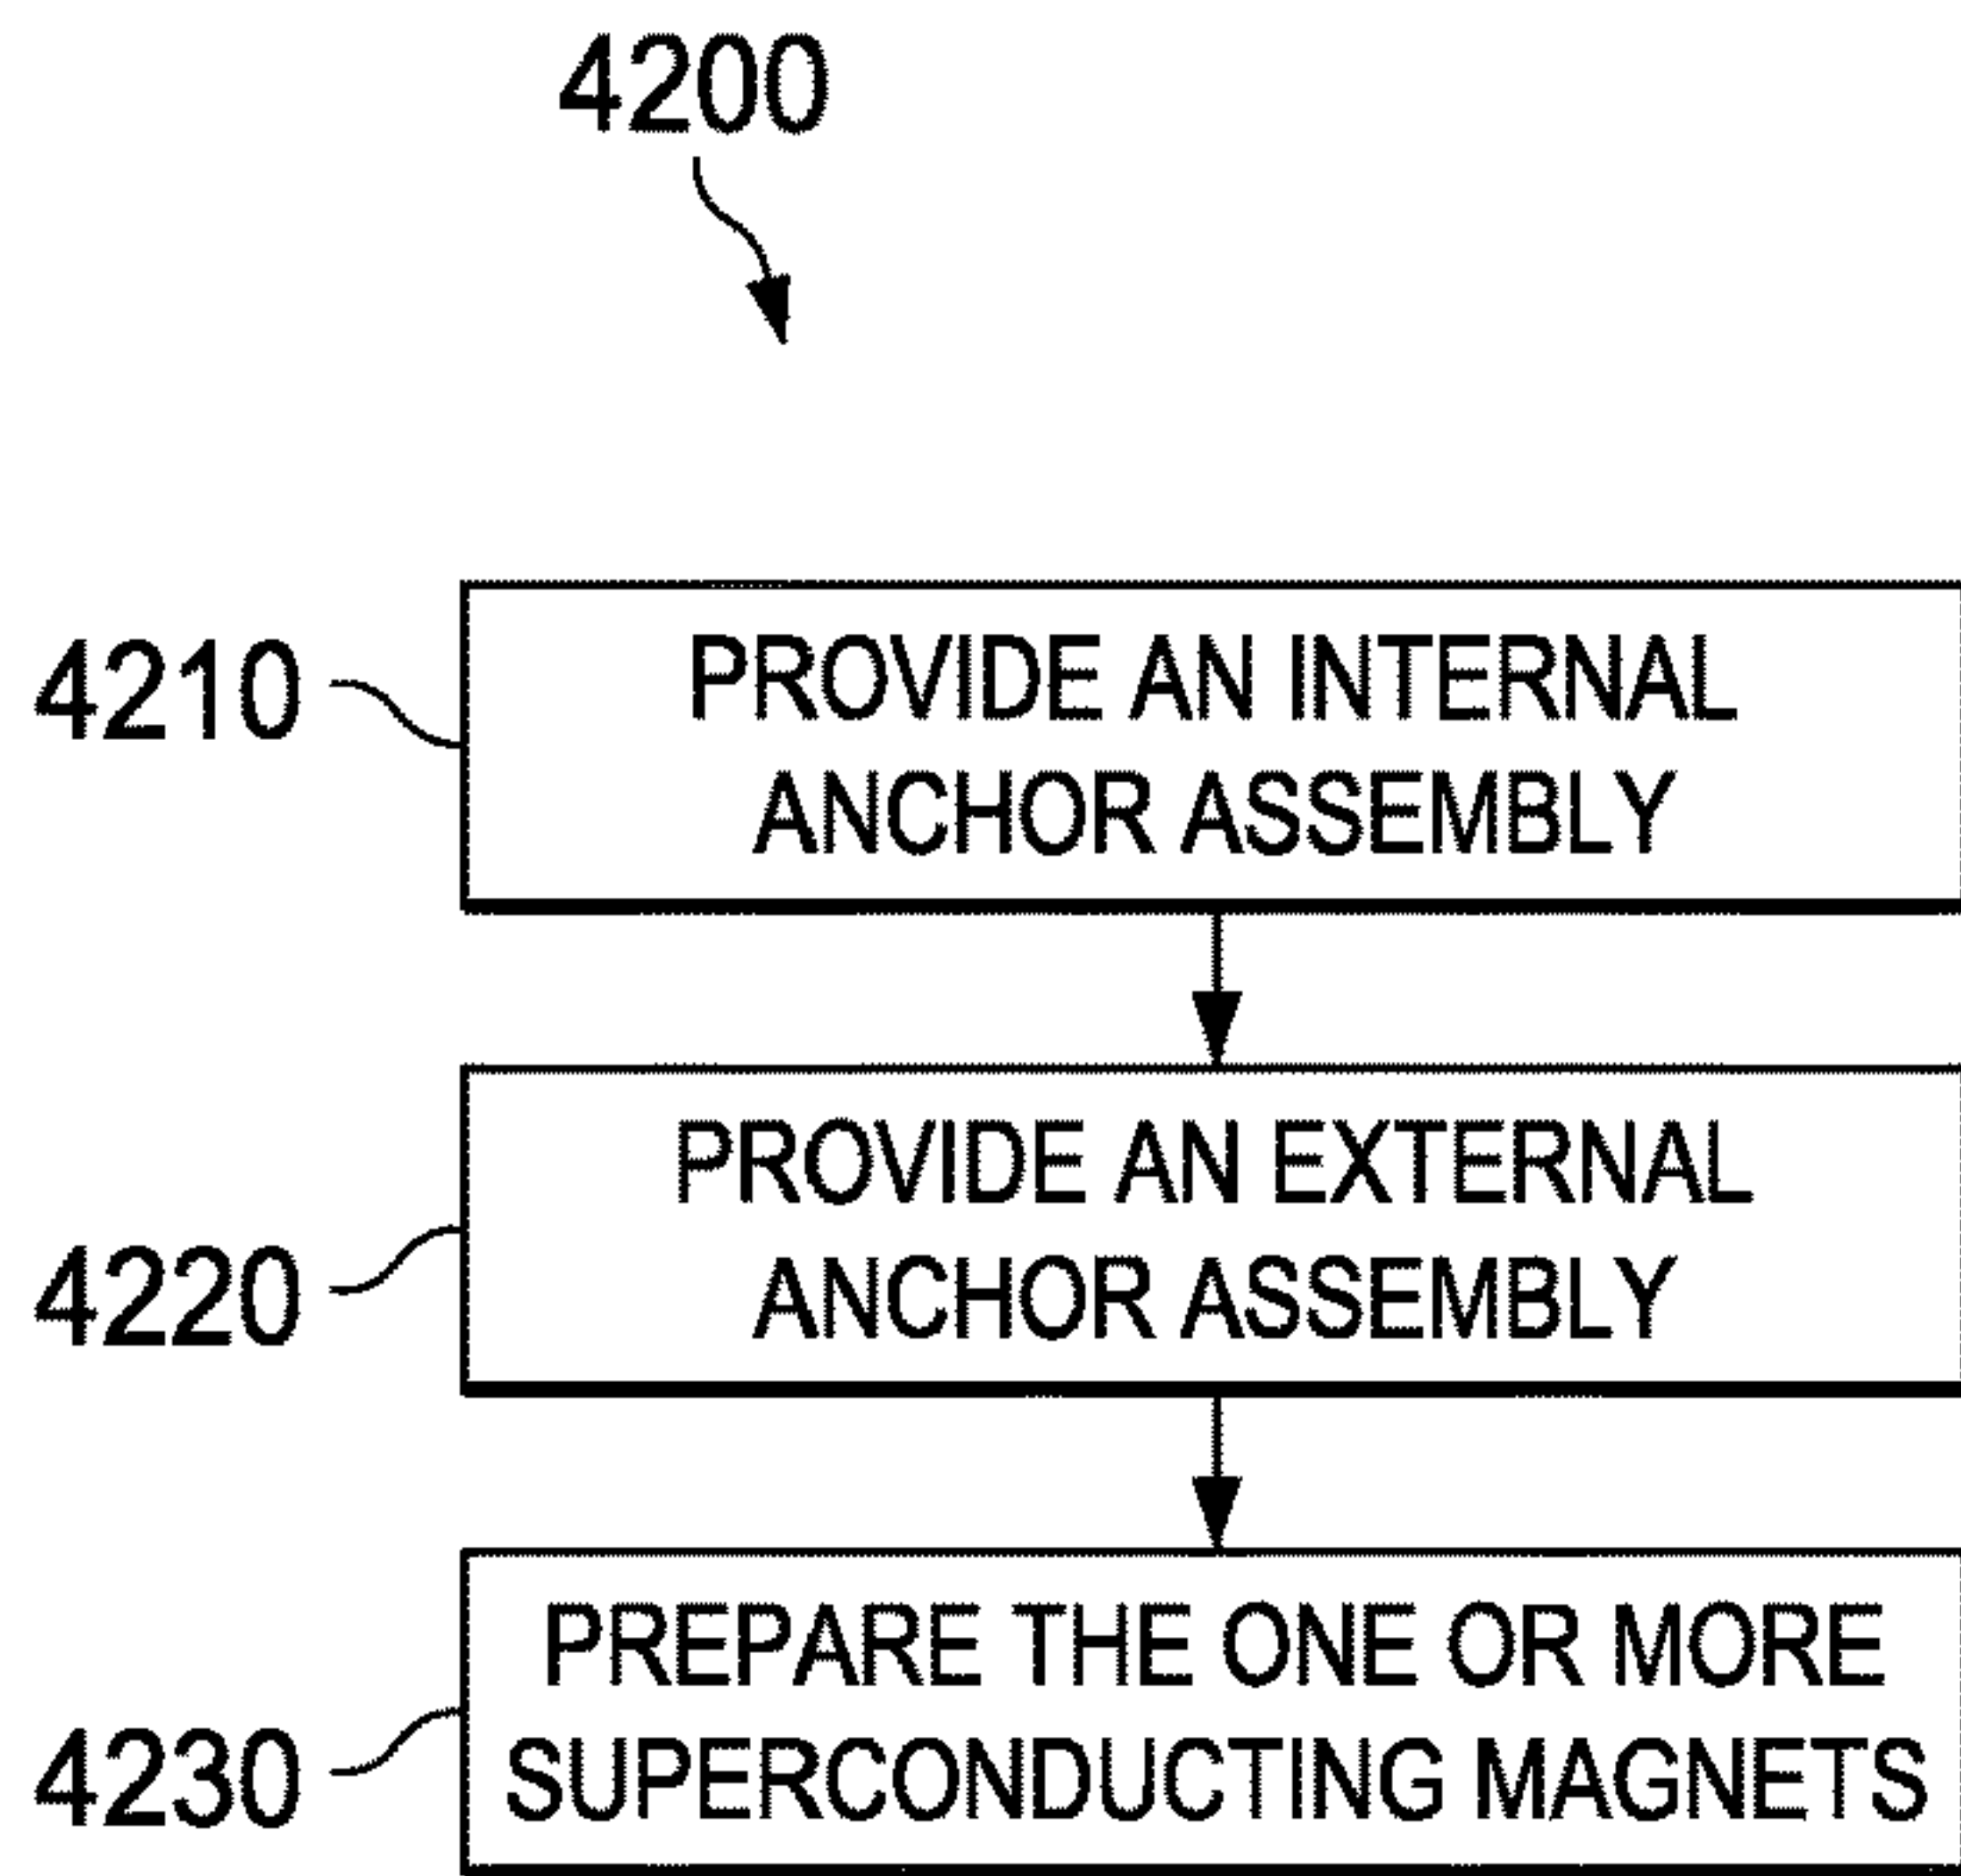 4200
4210
PROVIDE AN INTERNAL
ANCHOR ASSEMBLY
4220
PROVIDE AN EXTERNAL
ANCHOR ASSEMBLY
4230
PREPARE THE ONE OR MORE
SUPERCONDUCTING MAGNETS